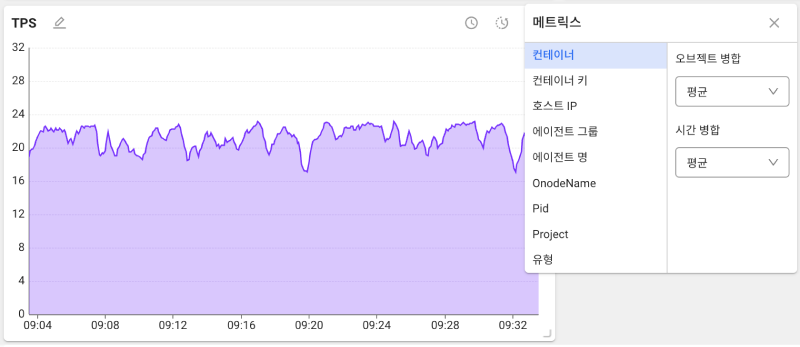 TPS
32
28
24
20
16
12
8
4
0
09:04 09:08 09:12 09:16 09:20 09:24 09:28 09:32
메트릭스
컨테이너
컨테이너 키
호스트 IP
에이전트 그룹
에이전트 명
OnodeName
Pid
Project
유형
오브젝트 병합
평균
시간 병합
평균